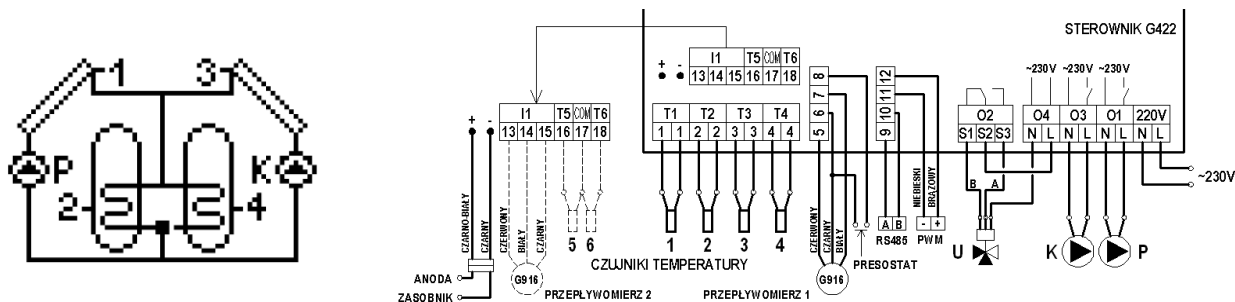 1 3
P K
2 4
STEROWNIK G422
I1 T5 COM T6
+ - 13 14 15 16 17 18
8 7 6 5
12 11 10 9
~230V ~230V ~230V
I1 T5 COM T6
13 14 15 16 17 18
T1 T2 T3 T4
1 1 2 2 3 3 4 4
O2 O4 O3 O1 220V
S1 S2 S3 N L N L N L N L
+ -
B A
~230V
CZARNO-BIAŁY CZARNY
CZERWONY BIAŁY CZARNY
CZERWONY CZARNY BIAŁY
NIEBIESKI BRĄZOWY
A B - +
RS485 PWM
5 6 1 2 3 4
U K P
CZUJNIKI TEMPERATURY
PRESOSTAT
ANODA
G916 G916
ZASOBNIK
PRZEPŁYWOMIERZ 2 PRZEPŁYWOMIERZ 1